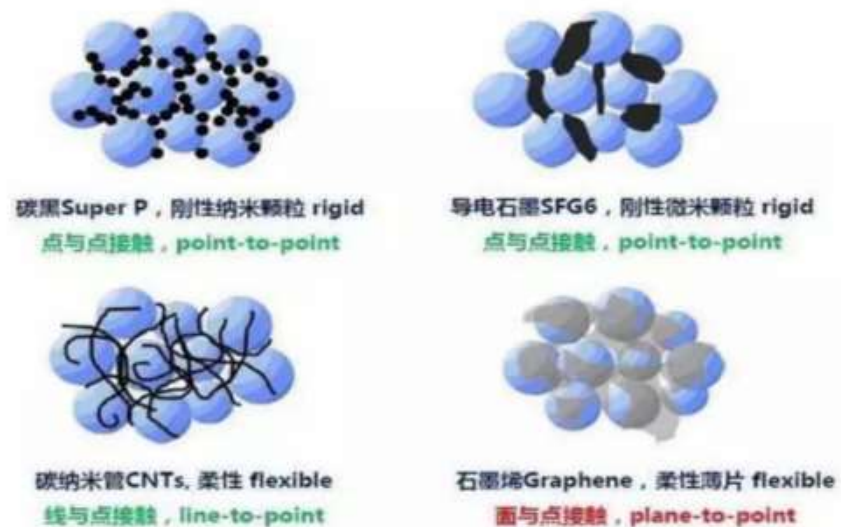 碳黑Super P，刚性纳米颗粒 rigid
点与点接触，point-to-point
导电石墨SFG6，刚性微米颗粒 rigid
点与点接触，point-to-point
碳纳米管CNTs, 柔性 flexible
线与点接触，line-to-point
石墨烯Graphene，柔性薄片 flexible
面与点接触，plane-to-point